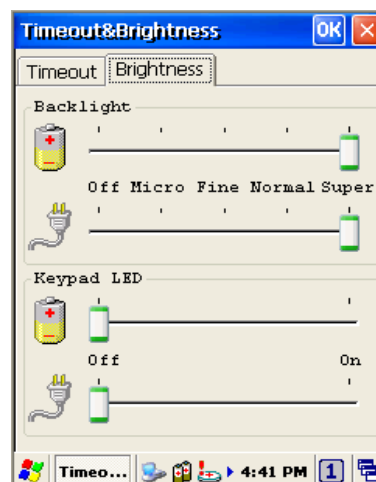 Timeout&Brightness OK
Timeout Brightness
Backlight
Off Micro Fine Normal Super
Keypad LED
Off On
Timeo... 4:41 PM 1